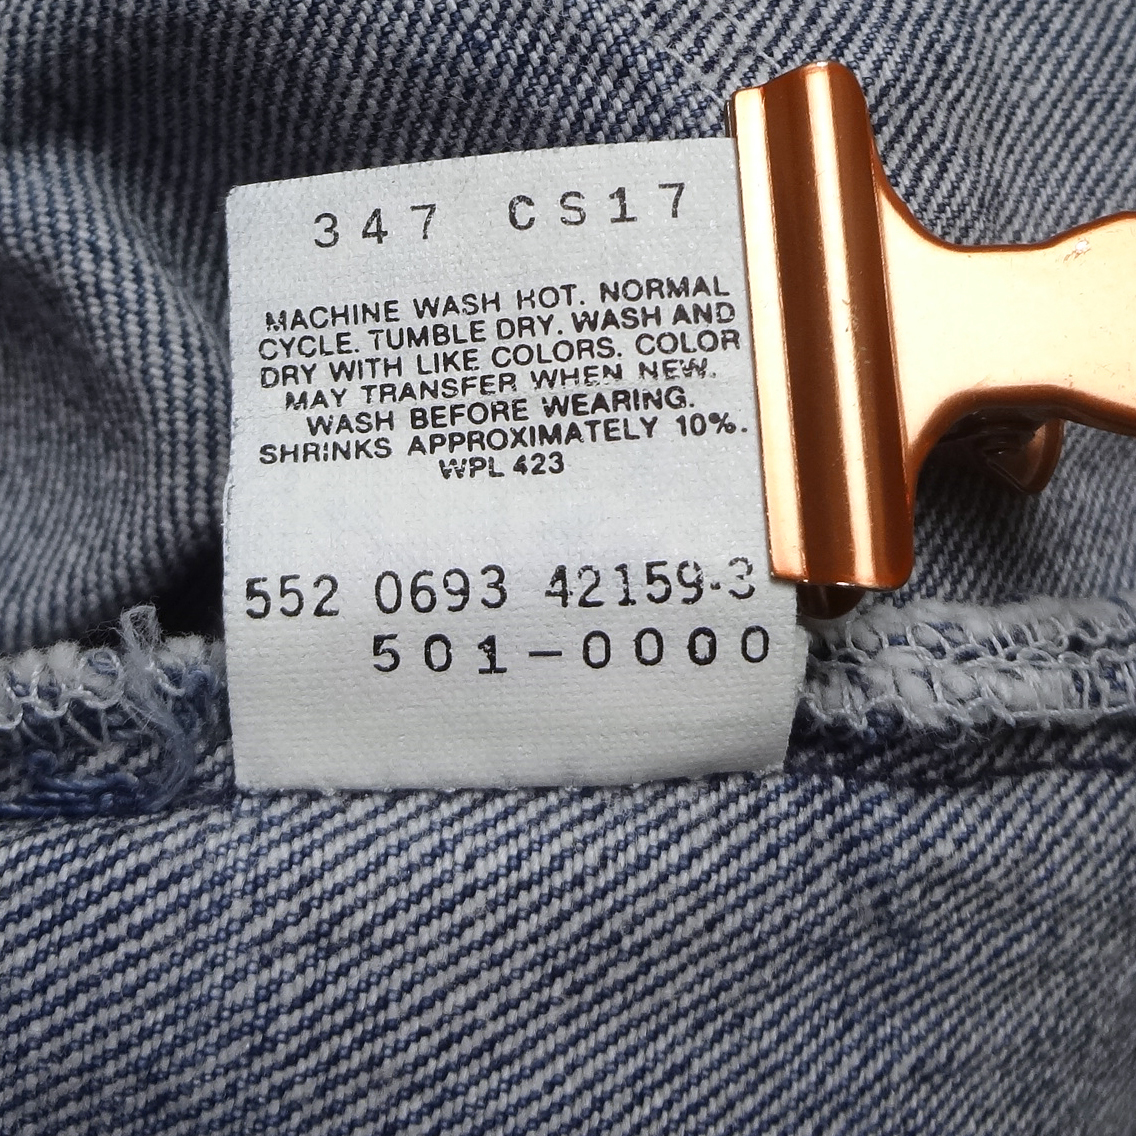 347 CS17
MACHINE WASH HOT. NORMAL
CYCLE. TUMBLE DRY. WASH AND
DRY WITH LIKE COLORS. COLOR
MAY TRANSFER WHEN NEW.
WASH BEFORE WEARING.
SHRINKS APPROXIMATELY 10%.
WPL 423
552 0693 42159-3
501-0000